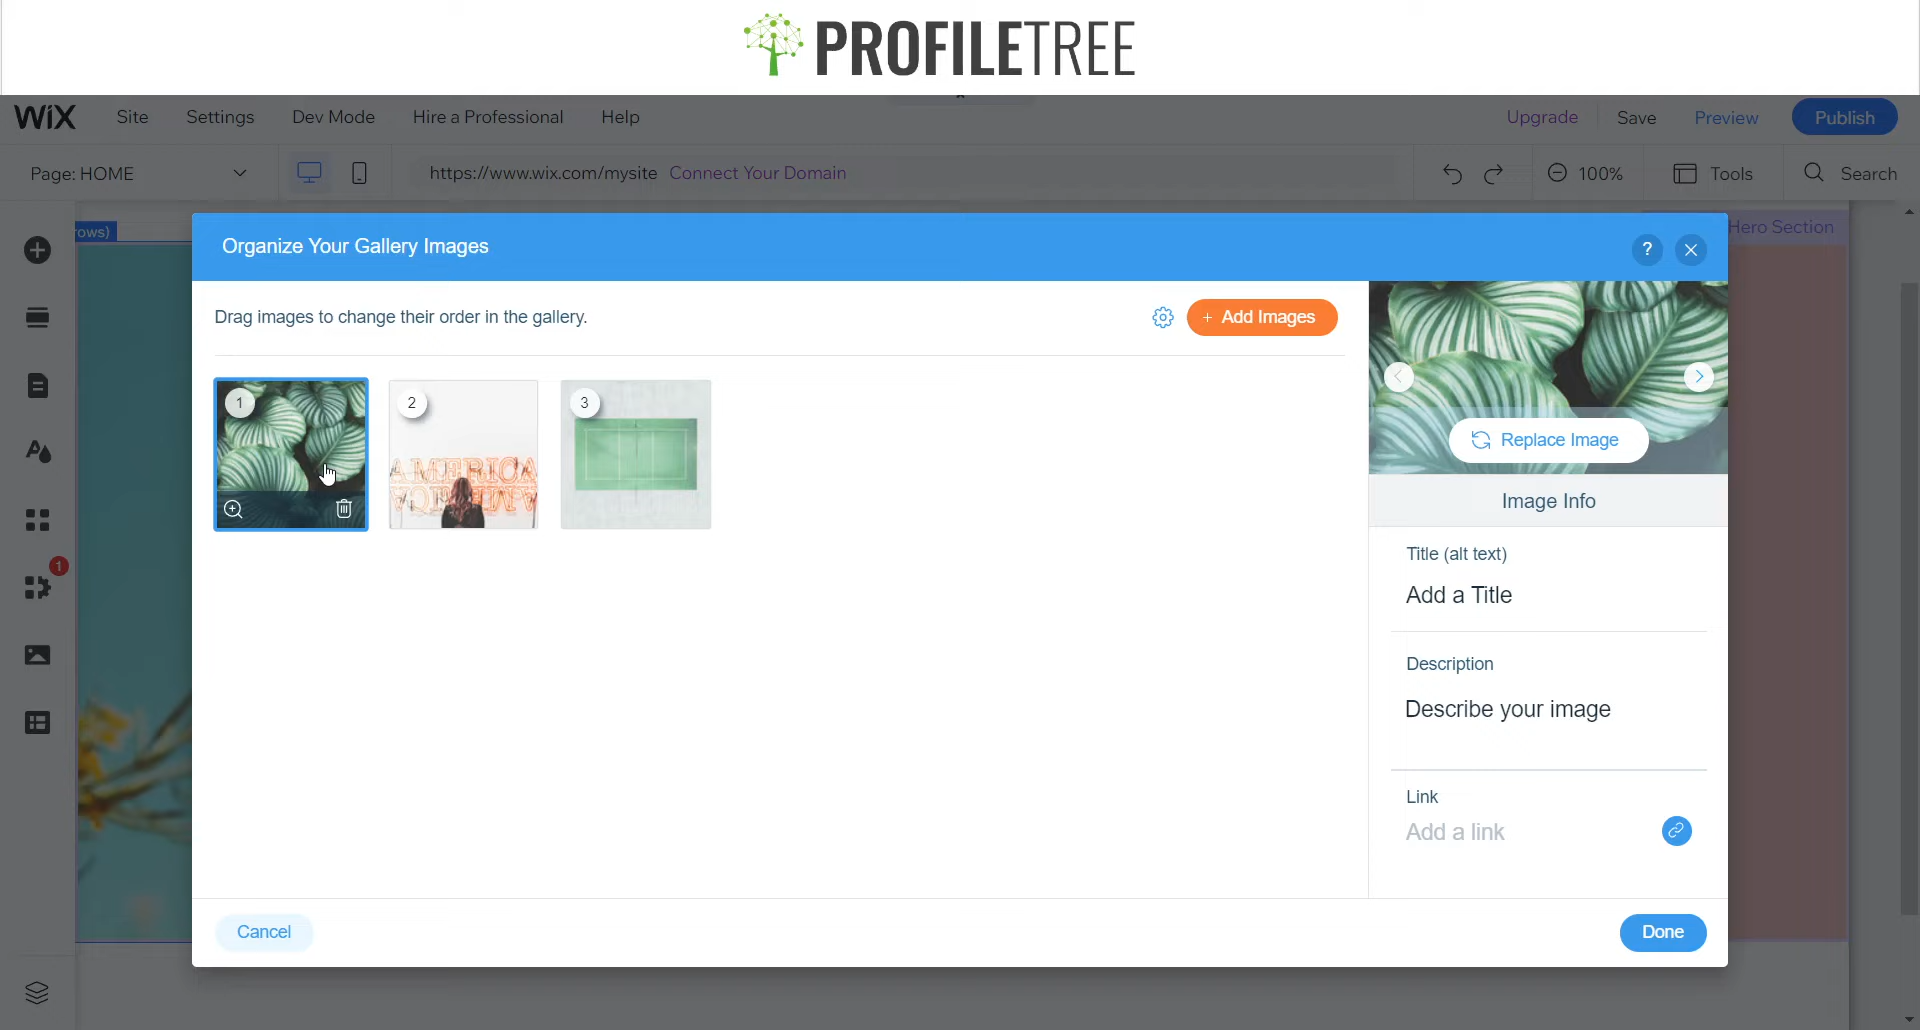 PROFILETREE
WiX Site Settings Dev Mode Hire a Professional Help Upgrade Save Preview Publish
Page: HOME https://www.wix.com/mysite Connect Your Domain 100% Tools Search
rows) Hero Section
Organize Your Gallery Images ?
Drag images to change their order in the gallery. + Add Images
1 2 3
AMERICA
Replace Image
Image Info
Title (alt text)
Add a Title
1
Description
Describe your image
Link
Add a link
Cancel Done